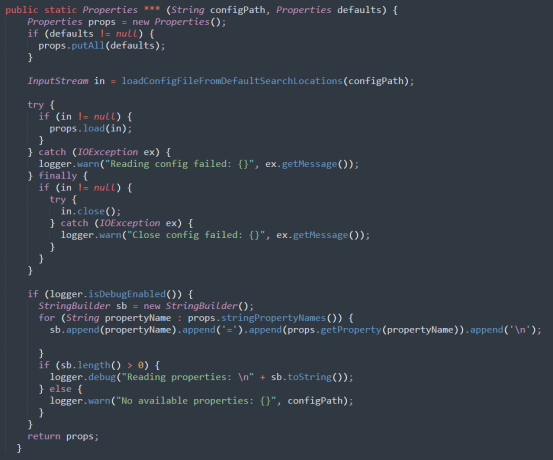 public static Properties *** (String configPath, Properties defaults) {
Properties props = new Properties();
if (defaults != null) {
props.putAll(defaults);
}
InputStream in = loadConfigFileFromDefaultSearchLocations(configPath);
try {
if (in != null) {
props.load(in);
}
} catch (IOException ex) {
logger.warn("Reading config failed: {}", ex.getMessage());
} finally {
if (in != null) {
try {
in.close();
} catch (IOException ex) {
logger.warn("Close config failed: {}", ex.getMessage());
}
}
}
if (logger.isDebugEnabled()) {
StringBuilder sb = new StringBuilder();
for (String propertyName : props.stringPropertyNames()) {
sb.append(propertyName).append('=').append(props.getProperty(propertyName)).append('\n');
}
if (sb.length() > 0) {
logger.debug("Reading properties: \n" + sb.toString());
} else {
logger.warn("No available properties: {}", configPath);
}
}
return props;
}